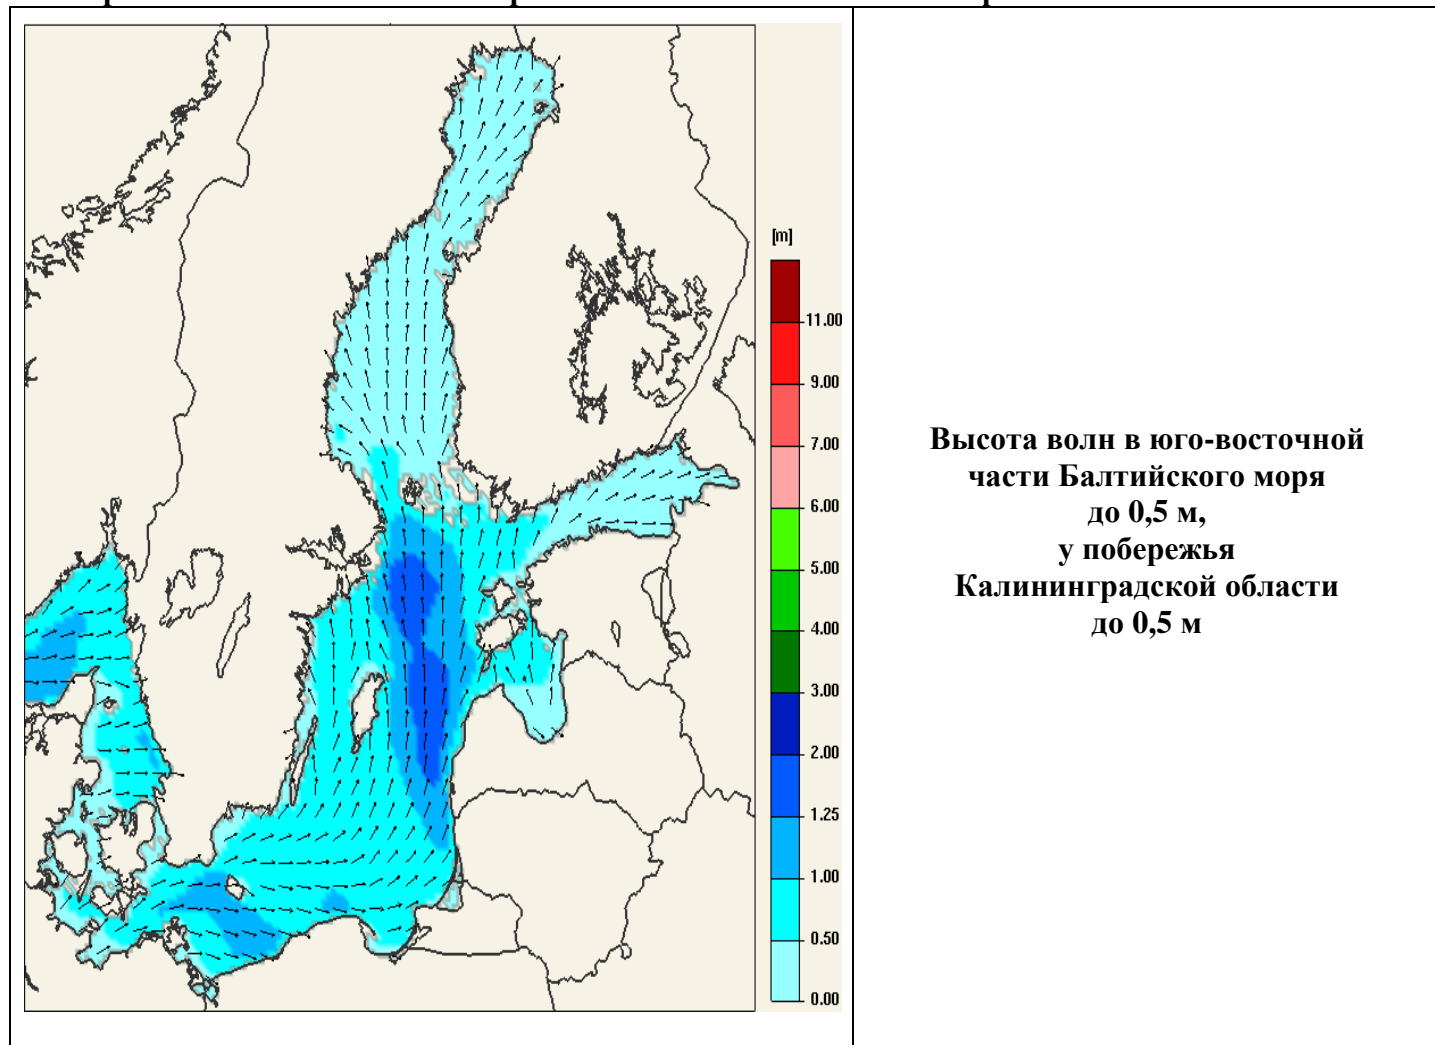 [m]
11.00
9.00
7.00
6.00
5.00
4.00
3.00
2.00
1.25
1.00
0.50
0.00
Высота волн в юго-восточной
части Балтийского моря
до 0,5 м,
у побережья
Калининградской области
до 0,5 м